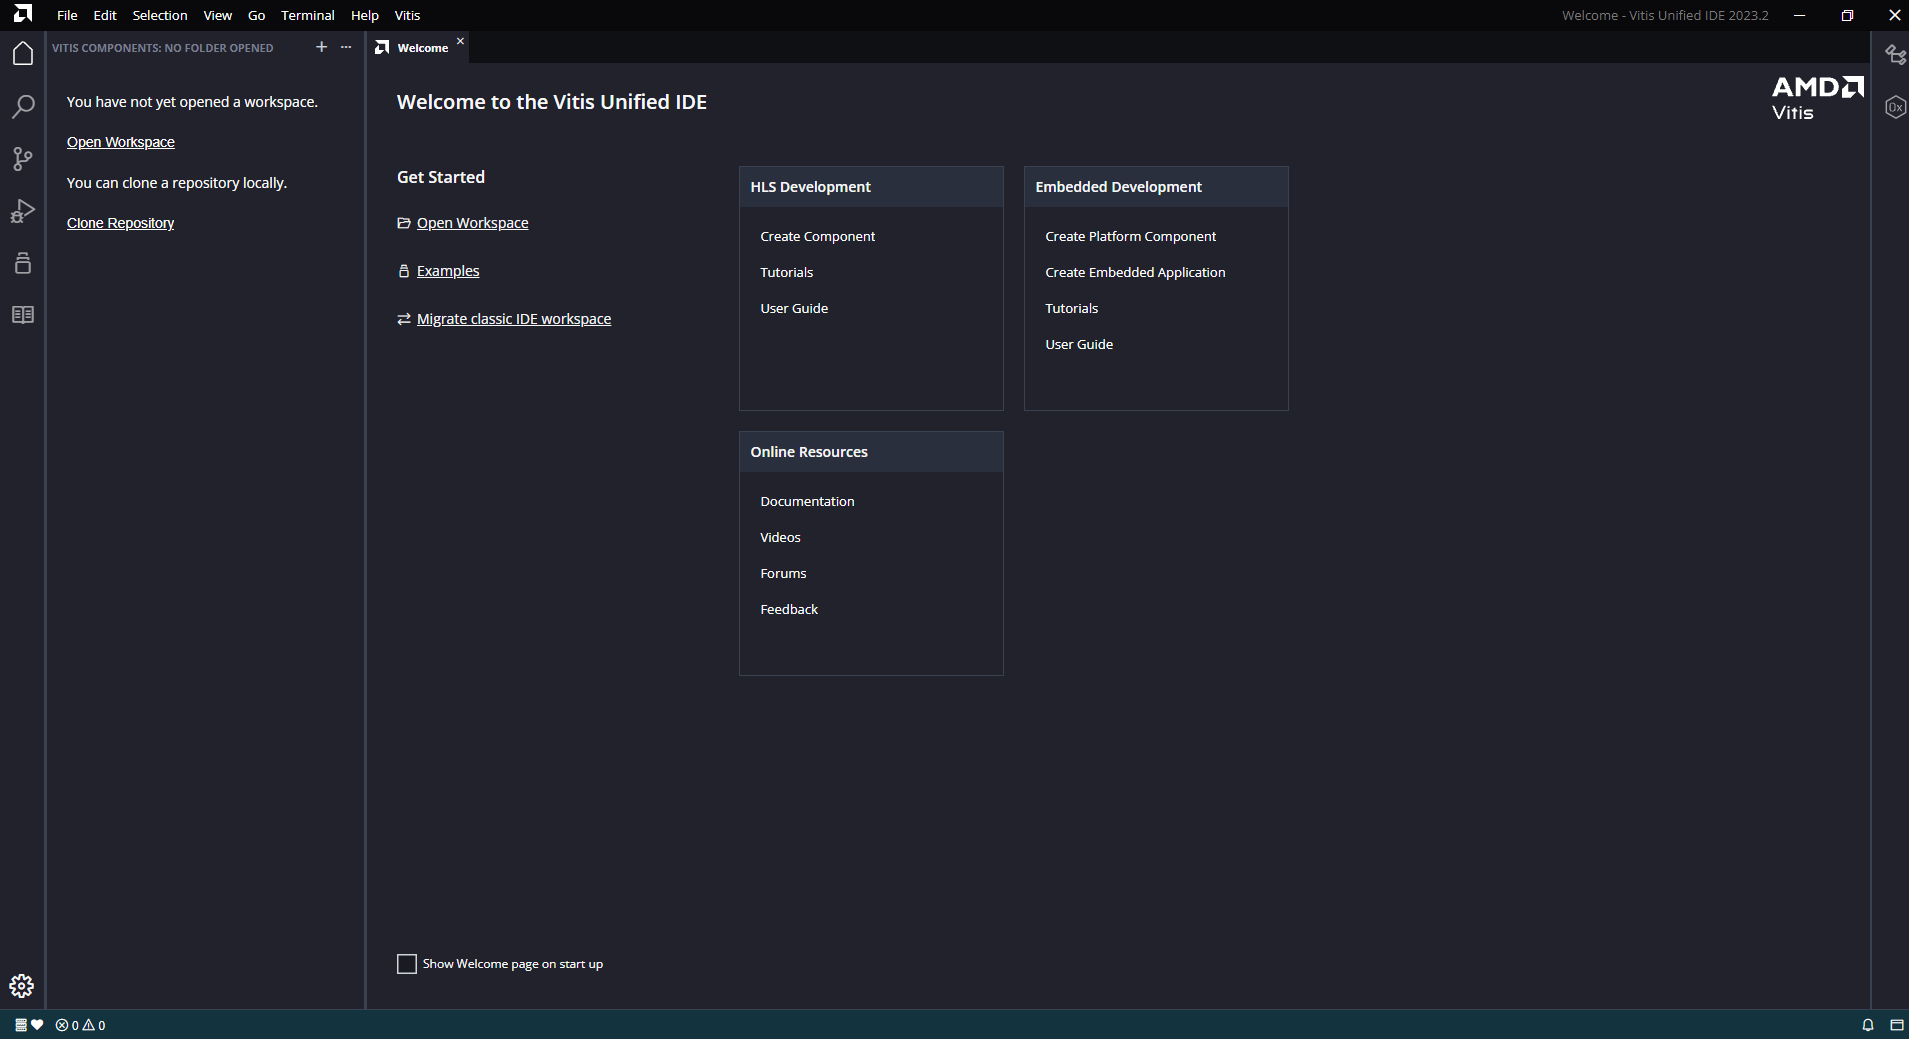 File Edit Selection View Go Terminal Help Vitis
Welcome - Vitis Unified IDE 2023.2
VITIS COMPONENTS: NO FOLDER OPENED
Welcome
You have not yet opened a workspace.
Open Workspace
You can clone a repository locally.
Clone Repository
Welcome to the Vitis Unified IDE
AMD
Vitis
Get Started
Open Workspace
Examples
Migrate classic IDE workspace
HLS Development
Create Component
Tutorials
User Guide
Embedded Development
Create Platform Component
Create Embedded Application
Tutorials
User Guide
Online Resources
Documentation
Videos
Forums
Feedback
0x
Show Welcome page on start up
0 0